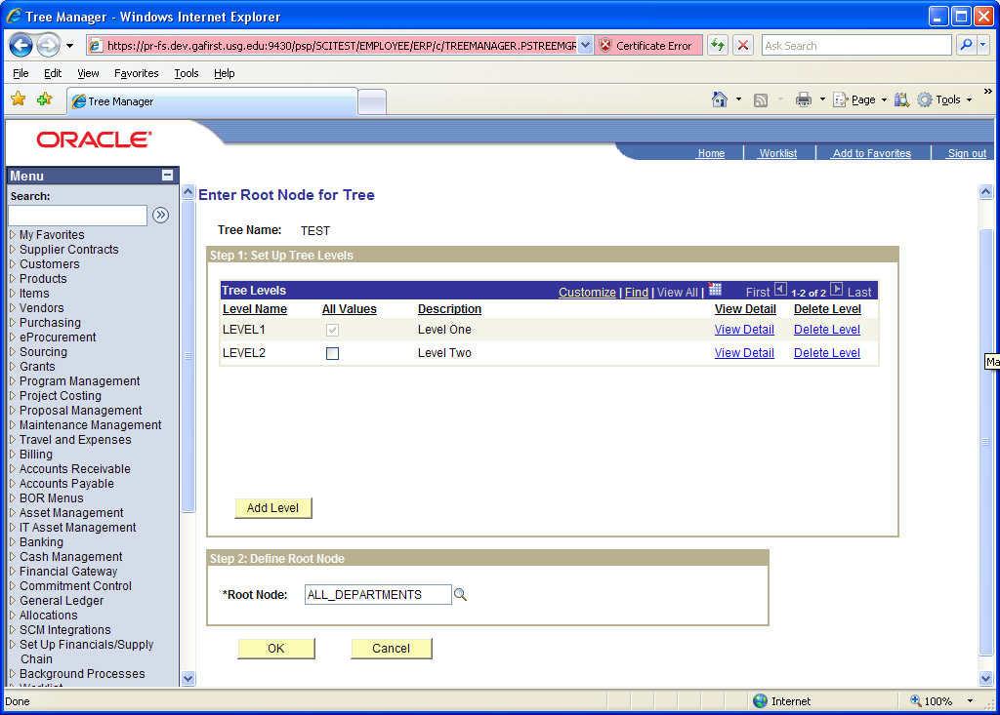 Tree Manager - Windows Internet Explorer
https://pr-fs.dev.gafirst.usg.edu:9430/psp/SCITEST/EMPLOYEE/ERP/c/TREEMANAGER.PSTREEMGR Certificate Error Ask Search
File Edit View Favorites Tools Help
Tree Manager Page Tools »
ORACLE
Home Worklist Add to Favorites Sign out
Menu
Search:
My Favorites
Supplier Contracts
Customers
Products
Items
Vendors
Purchasing
eProcurement
Sourcing
Grants
Program Management
Project Costing
Proposal Management
Maintenance Management
Travel and Expenses
Billing
Accounts Receivable
Accounts Payable
BOR Menus
Asset Management
IT Asset Management
Banking
Cash Management
Financial Gateway
Commitment Control
General Ledger
Allocations
SCM Integrations
Set Up Financials/Supply
Chain
Background Processes
Worklist
Enter Root Node for Tree
Tree Name: TEST
Step 1: Set Up Tree Levels
Tree Levels Customize | Find | View All | First 1-2 of 2 Last
Level Name All Values Description View Detail Delete Level
LEVEL1 Level One View Detail Delete Level
LEVEL2 Level Two View Detail Delete Level
Add Level
Step 2: Define Root Node
*Root Node: ALL_DEPARTMENTS
OK Cancel
Ma
Done Internet 100%